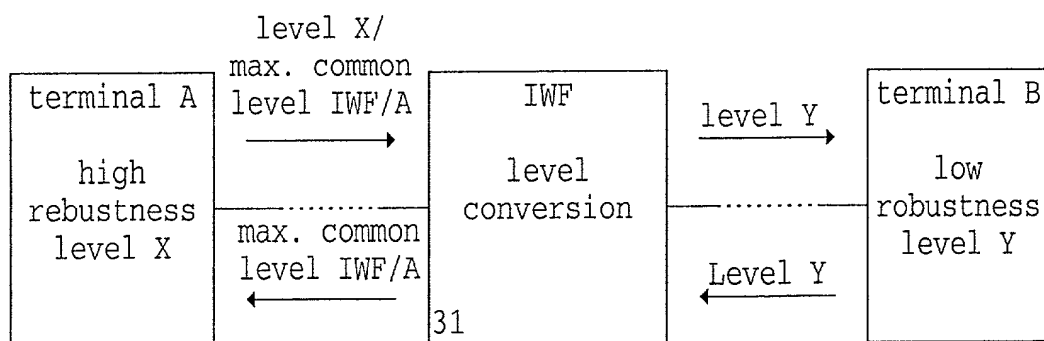 level X/
max. common
level IWF/A
terminal A
high
rebustness
level X
max. common
level IWF/A
IWF
level
conversion
31
level Y
Level Y
terminal B
low
robustness
level Y